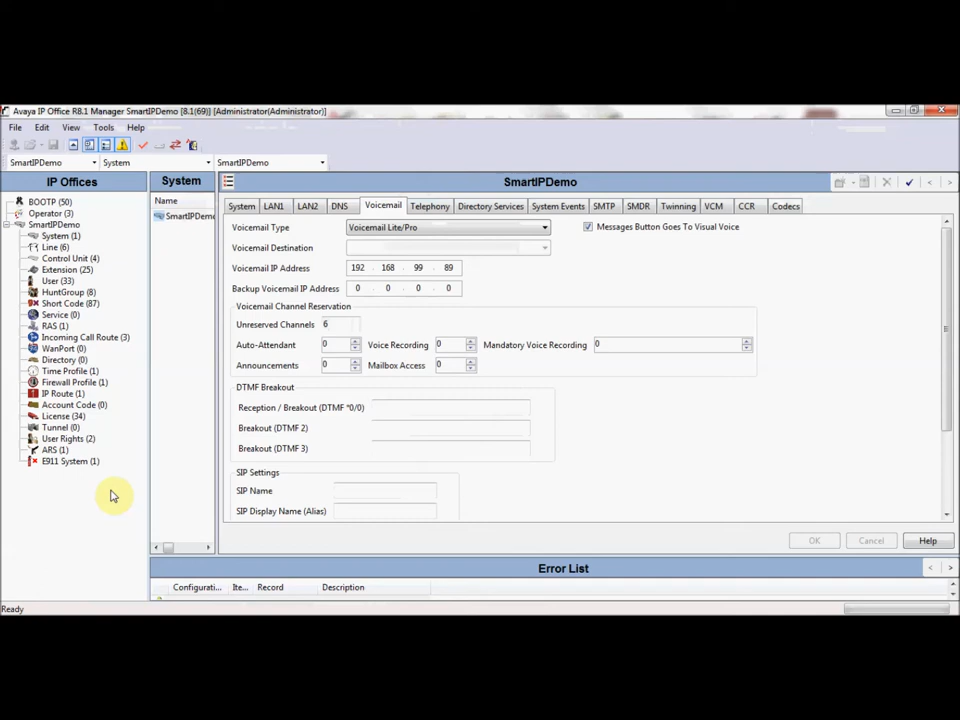 Avaya IP Office R8.1 Manager SmartIPDemo [8.1(69)] [Administrator(Administrator)]
File Edit View Tools Help
SmartIPDemo System SmartIPDemo
IP Offices
BOOTP (50)
Operator (3)
SmartIPDemo
System (1)
Line (6)
Control Unit (4)
Extension (25)
User (33)
HuntGroup (8)
Short Code (87)
Service (0)
RAS (1)
Incoming Call Route (3)
WanPort (0)
Directory (0)
Time Profile (1)
Firewall Profile (1)
IP Route (1)
Account Code (0)
License (34)
Tunnel (0)
User Rights (2)
ARS (1)
E911 System (1)
System
Name
SmartIPDemo
SmartIPDemo
System LAN1 LAN2 DNS Voicemail Telephony Directory Services System Events SMTP SMDR Twinning VCM CCR Codecs
Voicemail Type Voicemail Lite/Pro Messages Button Goes To Visual Voice
Voicemail Destination
Voicemail IP Address 192 . 168 . 99 . 89
Backup Voicemail IP Address 0 . 0 . 0 . 0
Voicemail Channel Reservation
Unreserved Channels 6
Auto-Attendant 0 Voice Recording 0 Mandatory Voice Recording 0
Announcements 0 Mailbox Access 0
DTMF Breakout
Reception / Breakout (DTMF *0/0)
Breakout (DTMF 2)
Breakout (DTMF 3)
SIP Settings
SIP Name
SIP Display Name (Alias)
OK Cancel Help
Error List
Configurati... Ite... Record Description
Ready